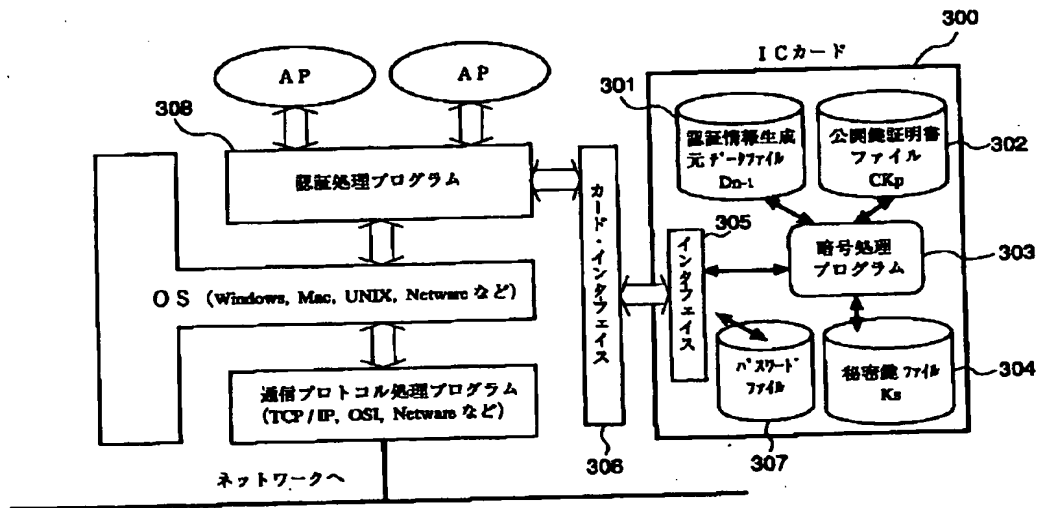 300
ICカード
AP
AP
308
301
認証情報生成
元データファイル
Dn-1
公開鍵証明書
ファイル
CKp
302
認証処理プログラム
カード・インタフェイス
305
インタフェイス
暗号処理
プログラム
303
OS (Windows, Mac, UNIX, Netware など)
パスワード
ファイル
秘密鍵ファイル
Ks
304
通信プロトコル処理プログラム
(TCP/IP, OSI, Netware など)
306
307
ネットワークへ